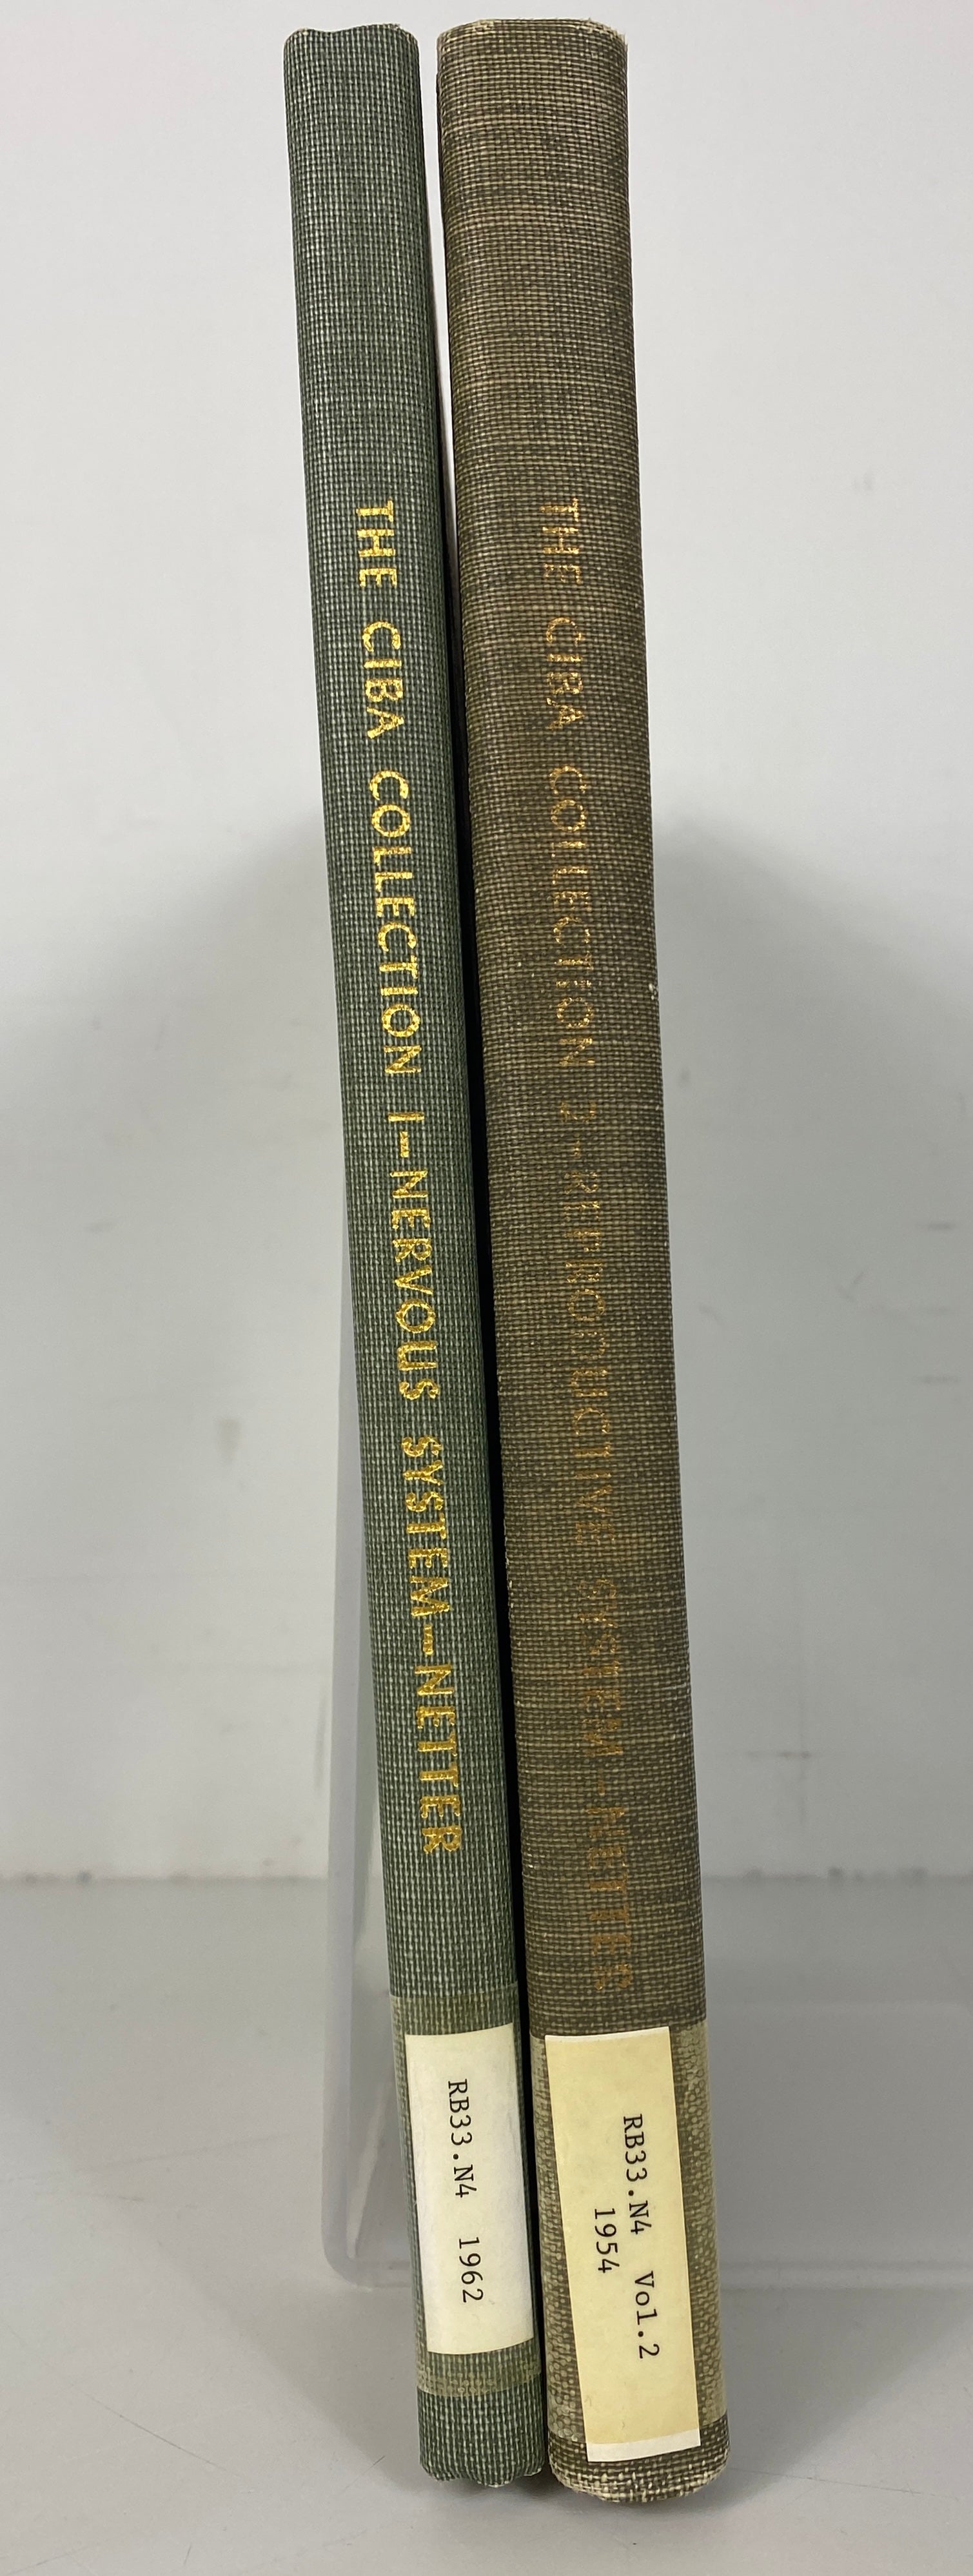 THE CIBA COLLECTION 1—NERVOUS SYSTEM—NETTER
RB33.N4 1962
THE CIBA COLLECTION 2—REPRODUCTIVE SYSTEM—NETTER
RB33.N4 Vol.2
1954